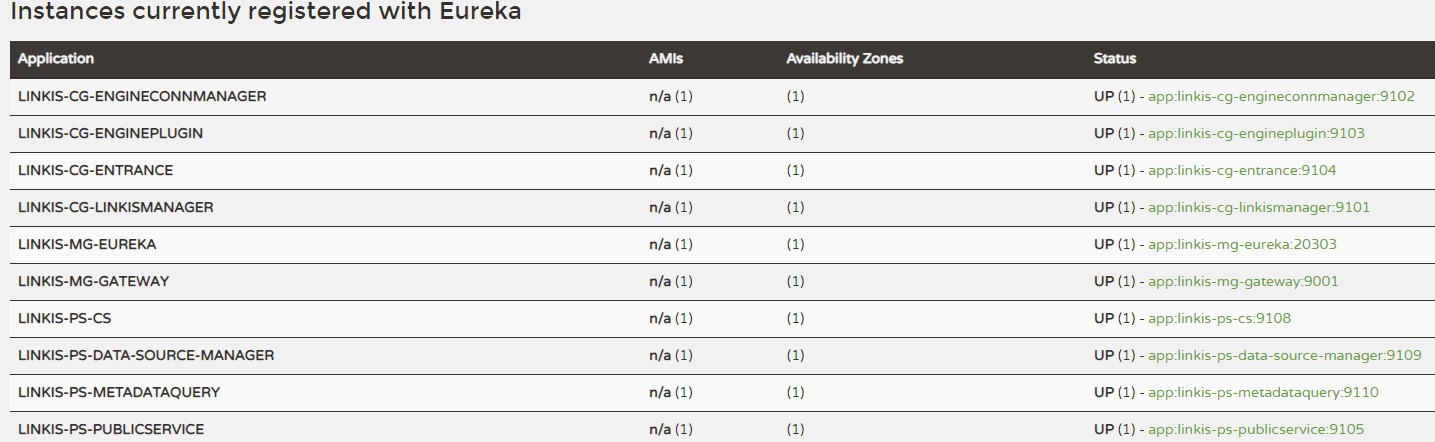 Instances currently registered with Eureka
Application AMIs Availability Zones Status
LINKIS-CG-ENGINECONNMANAGER n/a (1) (1) UP (1) - app:linkis-cg-engineconnmanager:9102
LINKIS-CG-ENGINEPLUGIN n/a (1) (1) UP (1) - app:linkis-cg-engineplugin:9103
LINKIS-CG-ENTRANCE n/a (1) (1) UP (1) - app:linkis-cg-entrance:9104
LINKIS-CG-LINKISMANAGER n/a (1) (1) UP (1) - app:linkis-cg-linkismanager:9101
LINKIS-MG-EUREKA n/a (1) (1) UP (1) - app:linkis-mg-eureka:20303
LINKIS-MG-GATEWAY n/a (1) (1) UP (1) - app:linkis-mg-gateway:9001
LINKIS-PS-CS n/a (1) (1) UP (1) - app:linkis-ps-cs:9108
LINKIS-PS-DATA-SOURCE-MANAGER n/a (1) (1) UP (1) - app:linkis-ps-data-source-manager:9109
LINKIS-PS-METADATAQUERY n/a (1) (1) UP (1) - app:linkis-ps-metadataquery:9110
LINKIS-PS-PUBLICSERVICE n/a (1) (1) UP (1) - app:linkis-ps-publicservice:9105